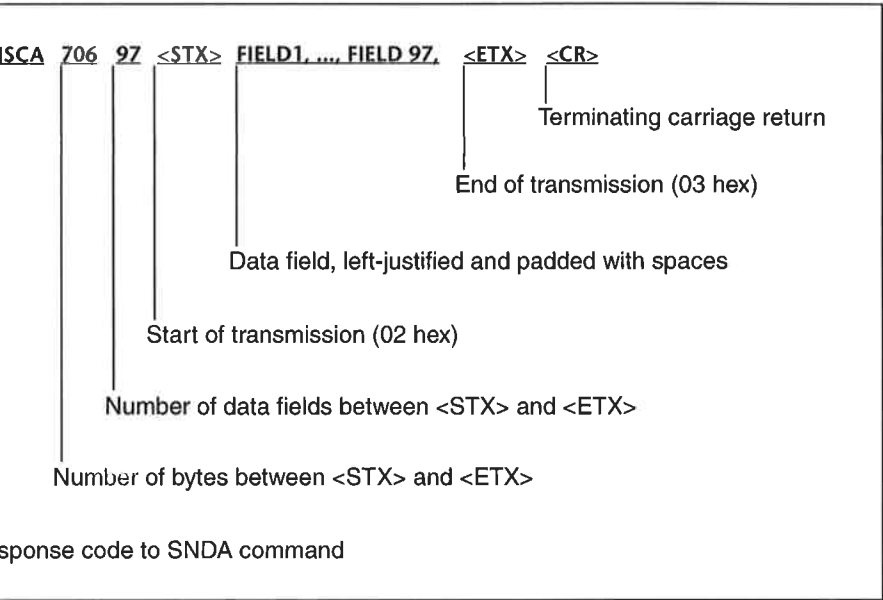 SCA 706 97 <STX> FIELD1, ..., FIELD 97, <ETX> <CR>
Terminating carriage return
End of transmission (03 hex)
Data field, left-justified and padded with spaces
Start of transmission (02 hex)
Number of data fields between <STX> and <ETX>
Number of bytes between <STX> and <ETX>
sponse code to SNDA command